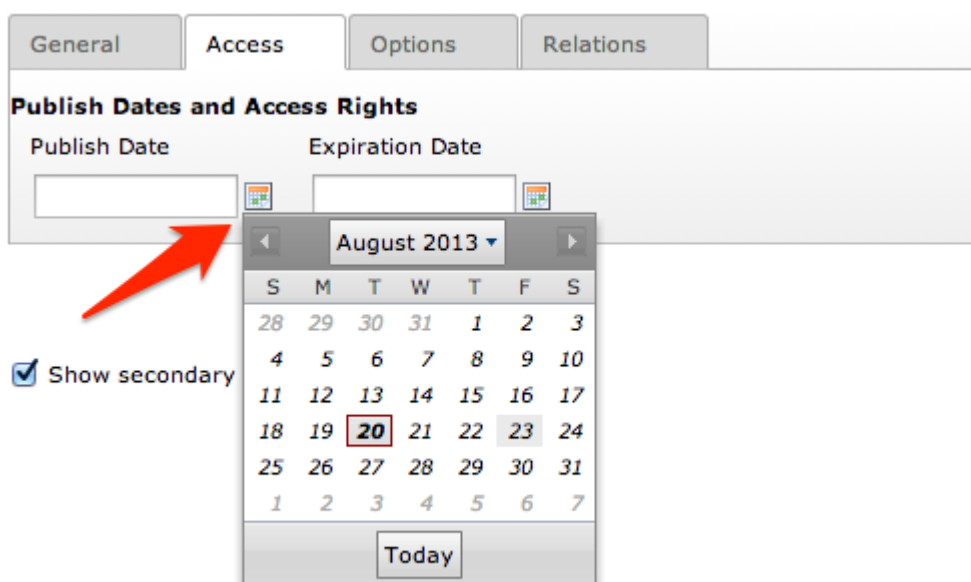 General Access Options Relations
Publish Dates and Access Rights
Publish Date Expiration Date
August 2013
S M T W T F S
28 29 30 31 1 2 3
4 5 6 7 8 9 10
Show secondary
11 12 13 14 15 16 17
18 19 20 21 22 23 24
25 26 27 28 29 30 31
1 2 3 4 5 6 7
Today